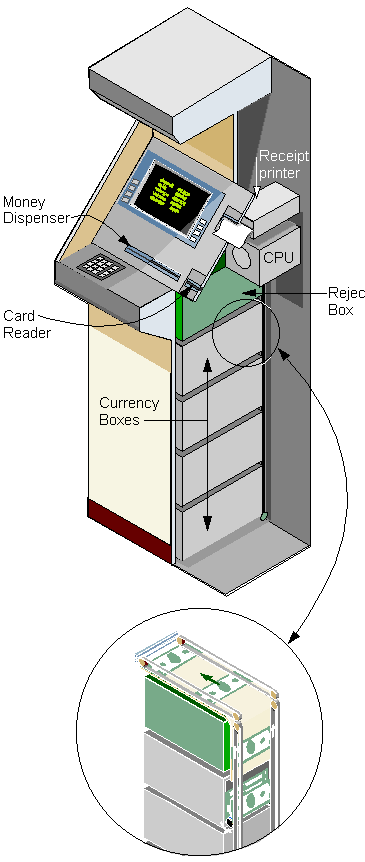 Receipt
printer
Money
Dispenser
CPU
Rejec
Box
Card
Reader
Currency
Boxes